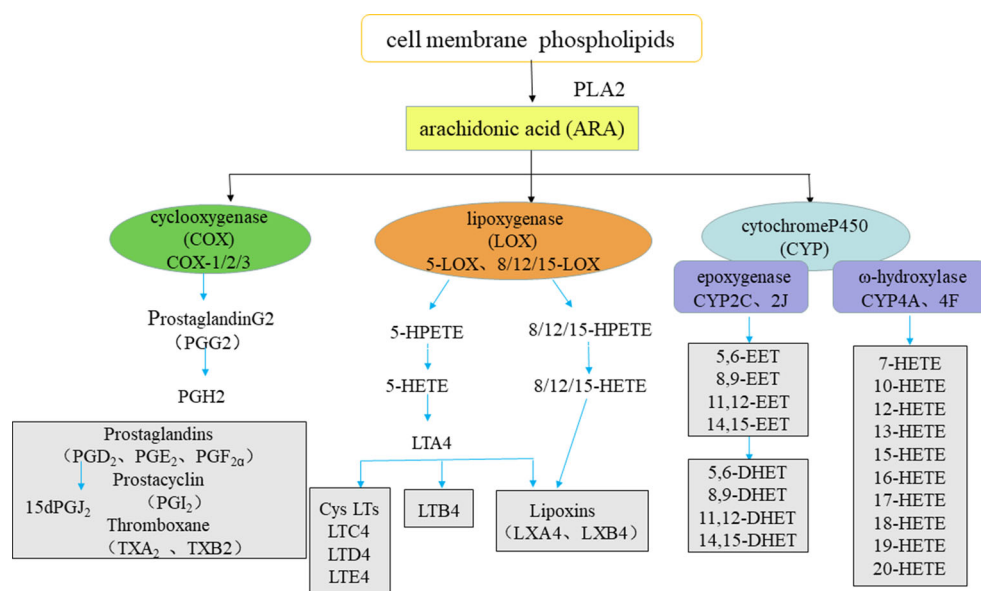 cell membrane phospholipids
PLA2
arachidonic acid (ARA)
cyclooxygenase
(COX)
COX-1/2/3
lipoxygenase
(LOX)
5-LOX、8/12/15-LOX
cytochromeP450
(CYP)
epoxygenase
CYP2C、2J
ω-hydroxylase
CYP4A、4F
ProstaglandinG2
(PGG2)
PGH2
Prostaglandins
(PGD₂、PGE₂、PGF₂α)
Prostacyclin
15dPGJ₂
(PGI₂)
Thromboxane
(TXA₂ 、TXB2)
5-HPETE
8/12/15-HPETE
5-HETE
8/12/15-HETE
LTA4
Cys LTs
LTC4
LTD4
LTE4
LTB4
Lipoxins
(LXA4、LXB4)
5,6-EET
8,9-EET
11,12-EET
14,15-EET
5,6-DHET
8,9-DHET
11,12-DHET
14,15-DHET
7-HETE
10-HETE
12-HETE
13-HETE
15-HETE
16-HETE
17-HETE
18-HETE
19-HETE
20-HETE